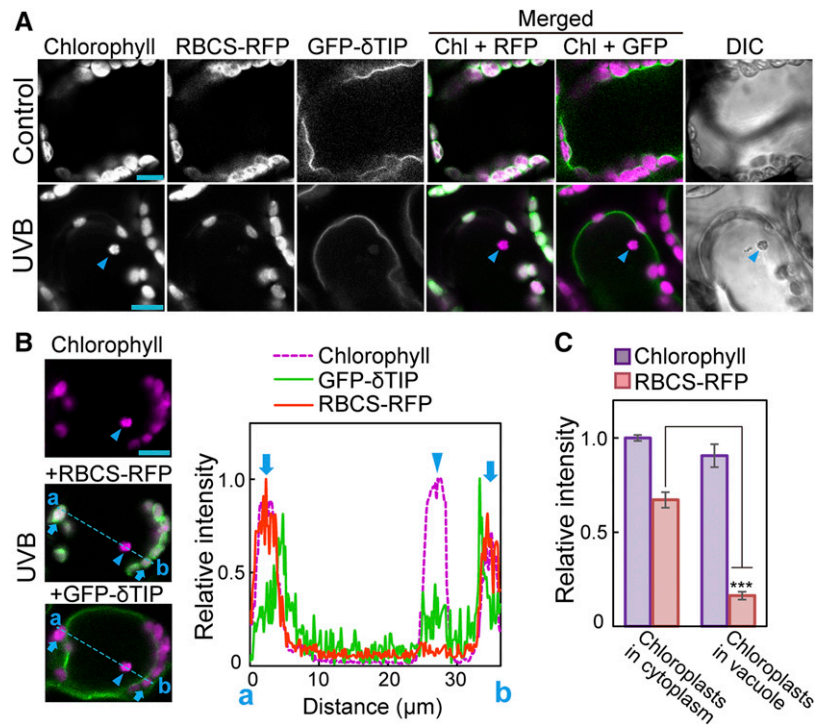 A
Merged
Chlorophyll RBCS-RFP GFP-δTIP Chl + RFP Chl + GFP DIC
Control
UVB
B
Chlorophyll
+RBCS-RFP
a
b
+GFP-δTIP
a
b
UVB
Chlorophyll
GFP-δTIP
RBCS-RFP
Relative intensity
1.0
0.5
0
0 10 20 30
a Distance (μm) b
C
Chlorophyll
RBCS-RFP
Relative intensity
1.0
0.5
0
***
Chloroplasts
in cytoplasm
Chloroplasts
in vacuole